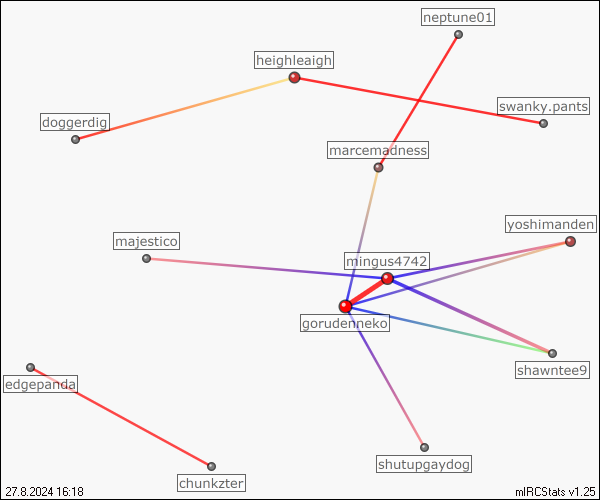 neptune01
heighleaigh
swanky.pants
doggerdig
marcemadness
yoshimanden
majestico
mingus4742
gorudenneko
shawntee9
edgepanda
shutupgaydog
chunkzter
27.8.2024 16:18
mIRCStats v1.25